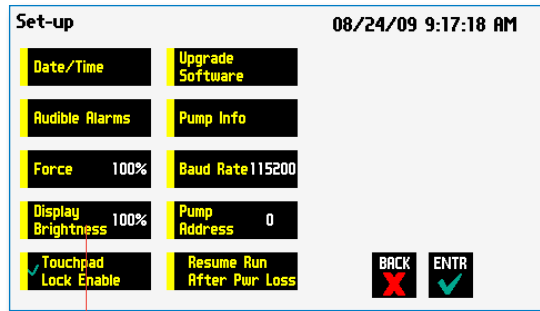 Set-up 08/24/09 9:17:18 AM
Date/Time
Upgrade
Software
Audible Alarms
Pump Info
Force 100%
Baud Rate 115200
Display
Brightness 100%
Pump
Address 0
Touchpad
Lock Enable
Resume Run
After Pwr Loss
BACK
ENTR